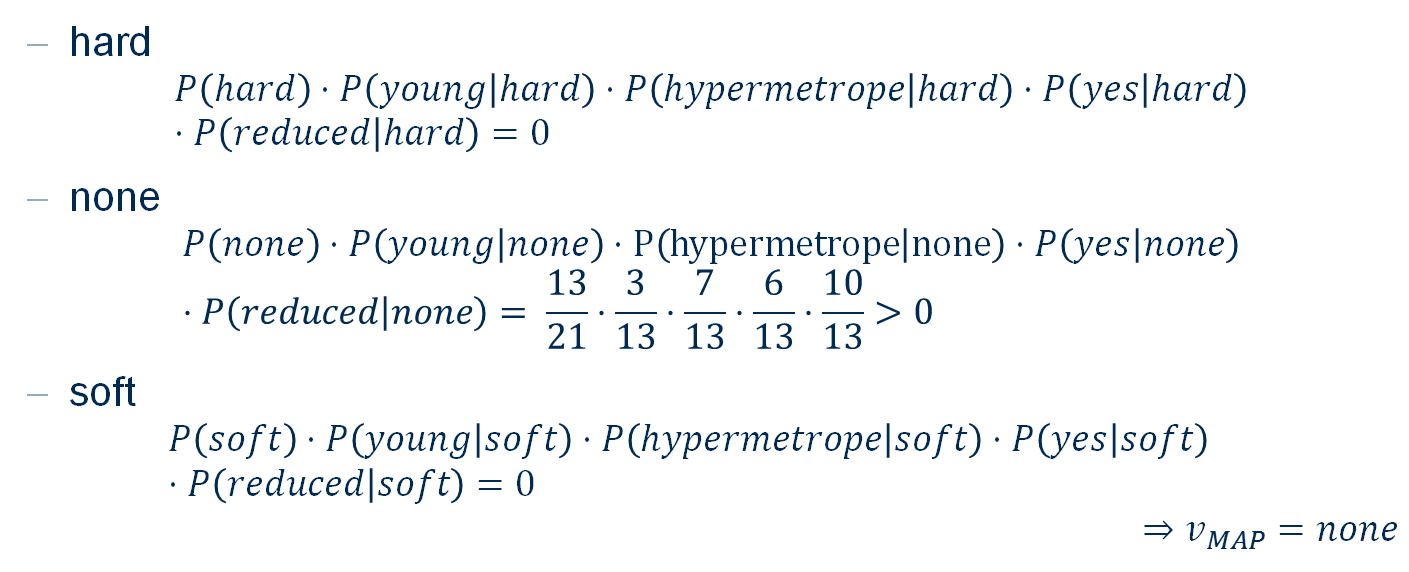 – hard
P(hard) · P(young|hard) · P(hypermetrope|hard) · P(yes|hard)
· P(reduced|hard) = 0
– none
P(none) · P(young|none) · P(hypermetrope|none) · P(yes|none)
· P(reduced|none) = 13/21 · 3/13 · 7/13 · 6/13 · 10/13 > 0
– soft
P(soft) · P(young|soft) · P(hypermetrope|soft) · P(yes|soft)
· P(reduced|soft) = 0
⇒ v_MAP = none